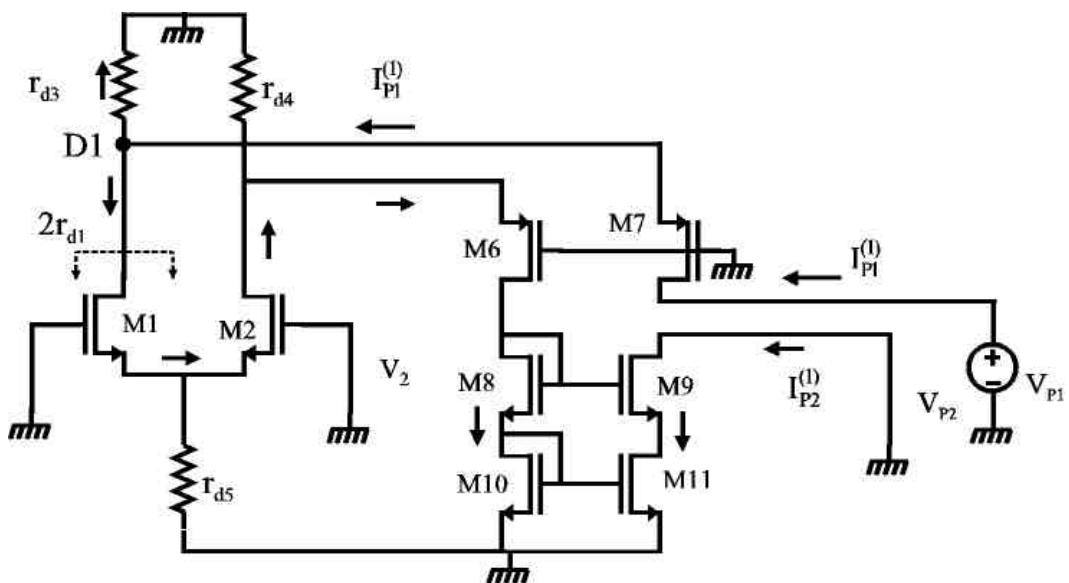 r_d3
r_d4
I_P1^(1)
D1
2r_d1
M6
M7
I_P1^(1)
M1
M2
V_2
M8
M9
I_P2^(1)
V_P2
V_P1
+
−
r_d5
M10
M11